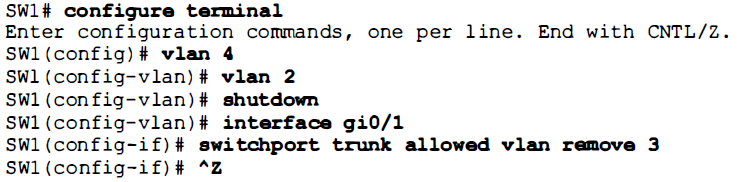 SW1# configure terminal
Enter configuration commands, one per line. End with CNTL/Z.
SW1(config)# vlan 4
SW1(config-vlan)# vlan 2
SW1(config-vlan)# shutdown
SW1(config-vlan)# interface gi0/1
SW1(config-if)# switchport trunk allowed vlan remove 3
SW1(config-if)# ^Z